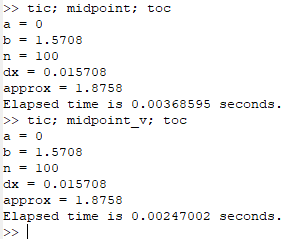 >> tic; midpoint; toc
a = 0
b = 1.5708
n = 100
dx = 0.015708
approx = 1.8758
Elapsed time is 0.00368595 seconds.
>> tic; midpoint_v; toc
a = 0
b = 1.5708
n = 100
dx = 0.015708
approx = 1.8758
Elapsed time is 0.00247002 seconds.
>>